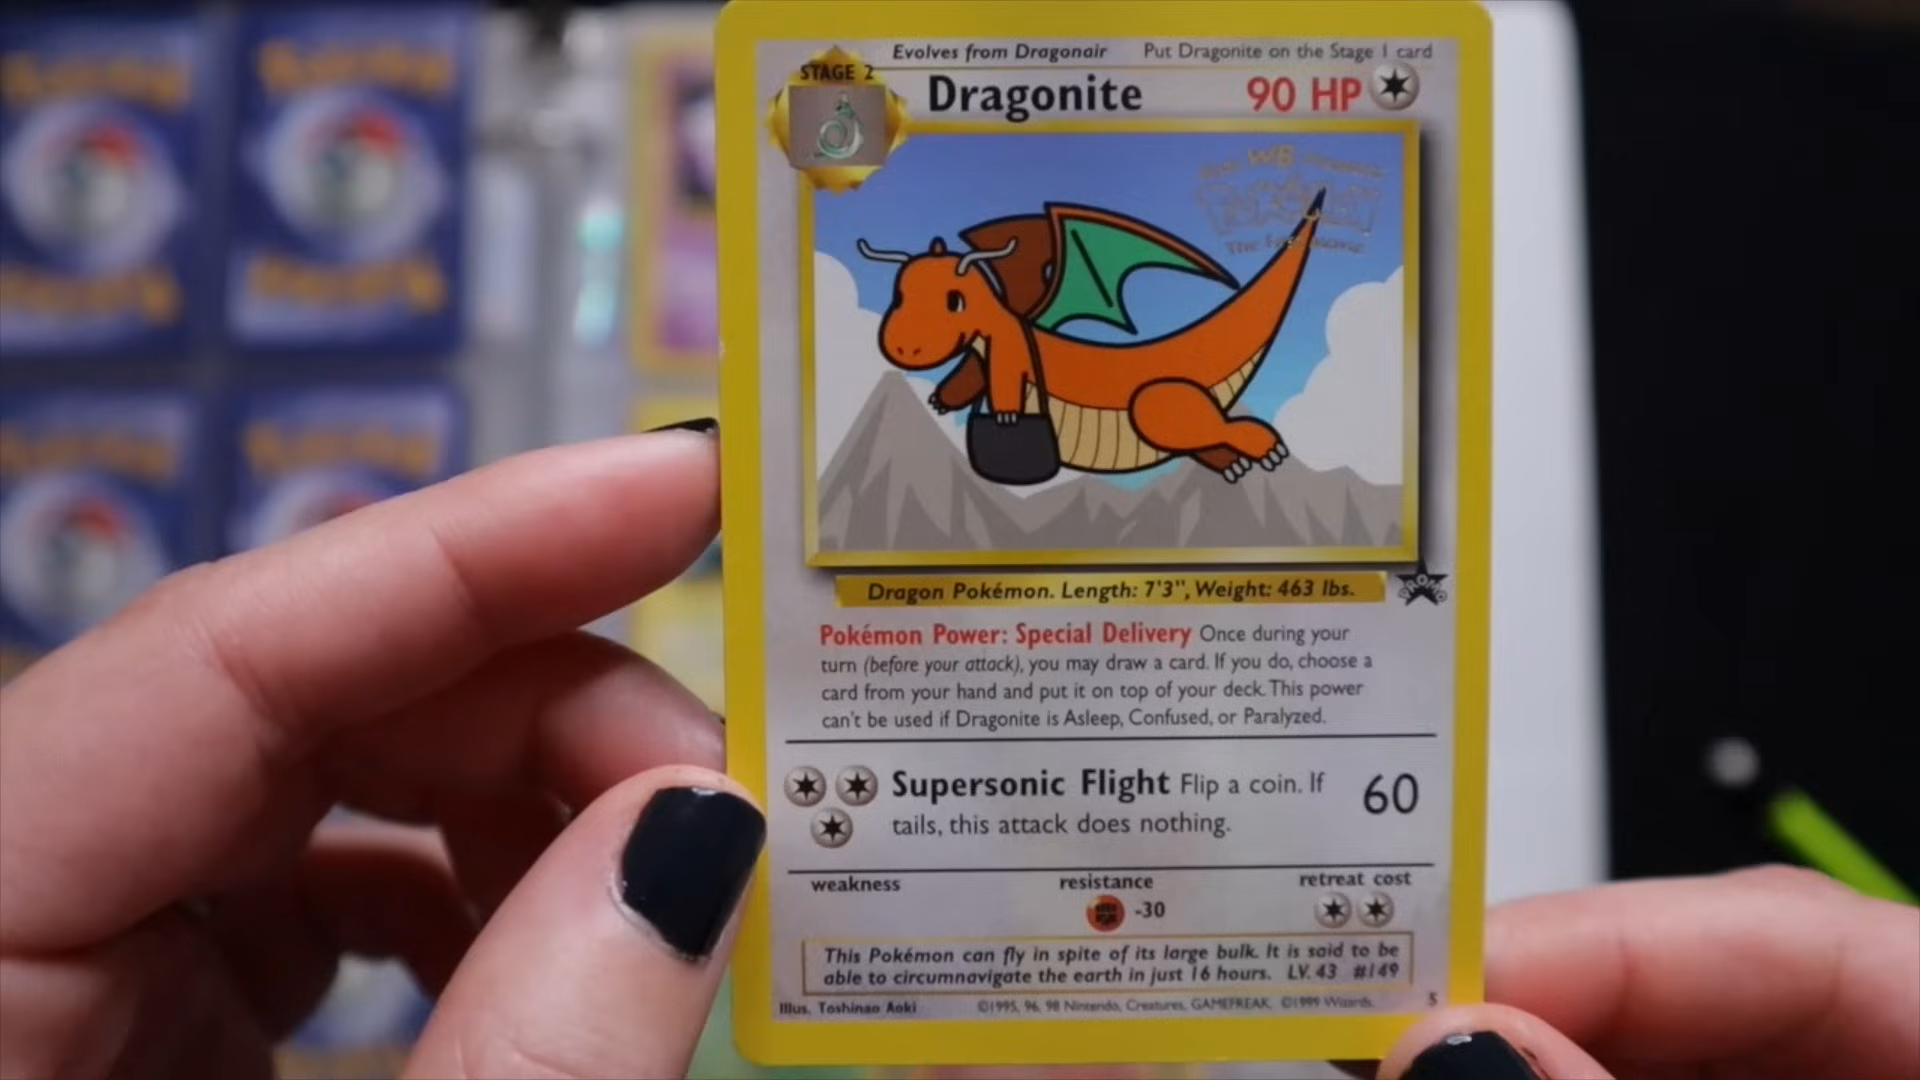 Evolves from Dragonair Put Dragonite on the Stage 1 card
STAGE 2
Dragonite 90 HP
WB
The First Movie
Dragon Pokémon. Length: 7'3", Weight: 463 lbs.
PROMO
Pokémon Power: Special Delivery Once during your
turn (before your attack), you may draw a card. If you do, choose a
card from your hand and put it on top of your deck. This power
can't be used if Dragonite is Asleep, Confused, or Paralyzed.
Supersonic Flight Flip a coin. If 60
tails, this attack does nothing.
weakness resistance retreat cost
-30
This Pokémon can fly in spite of its large bulk. It is said to be
able to circumnavigate the earth in just 16 hours. LV. 43 #149
Illus. Toshinao Aoki ©1995, 96, 98 Nintendo, Creatures, GAMEFREAK. ©1999 Wizards. 5